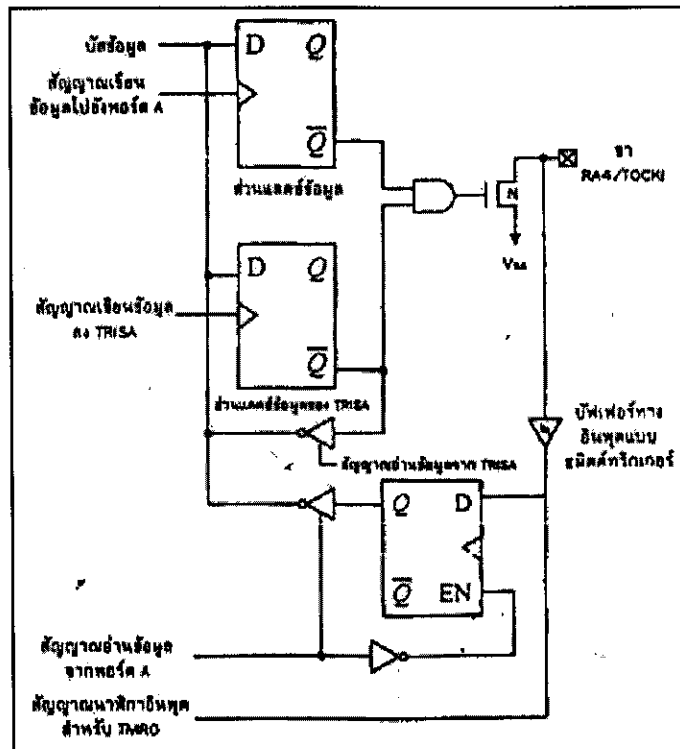 บัสข้อมูล
D Q
สัญญาณเขียน
ข้อมูลไปยังพอร์ต A
Q̅
ส่วนแลตช์ข้อมูล
N
ขา
RA4/TOCKI
Vss
D Q
สัญญาณเขียนข้อมูล
ลง TRISA
Q̅
ส่วนแลตช์ข้อมูลของ TRISA
สัญญาณอ่านข้อมูลจาก TRISA
บัฟเฟอร์ทาง
อินพุตแบบ
ชมิตต์ทริกเกอร์
Q D
Q̅ EN
สัญญาณอ่านข้อมูล
จากพอร์ต A
สัญญาณนาฬิกาอินพุต
สำหรับ TMRO